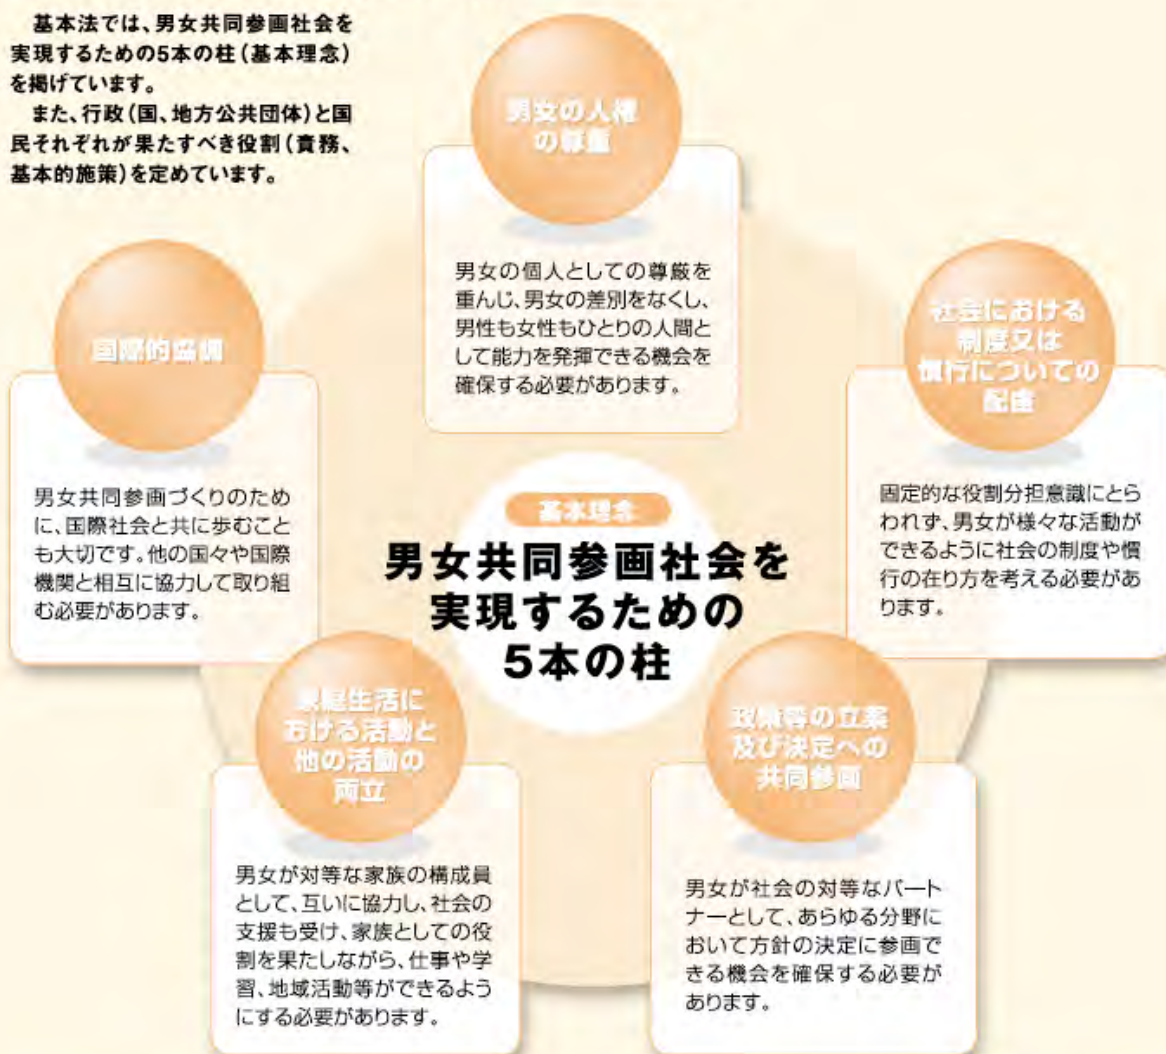 基本法では、男女共同参画社会を
実現するための5本の柱(基本理念)
を掲げています。
また、行政(国、地方公共団体)と国
民それぞれが果たすべき役割(責務、
基本的施策)を定めています。
男女の人権
の尊重
男女の個人としての尊厳を
重んじ、男女の差別をなくし、
男性も女性もひとりの人間と
して能力を発揮できる機会を
確保する必要があります。
社会における
制度又は
慣行についての
配慮
固定的な役割分担意識にとら
われず、男女が様々な活動が
できるように社会の制度や慣
行の在り方を考える必要があ
ります。
政策等の立案
及び決定への
共同参画
男女が社会の対等なパート
ナーとして、あらゆる分野に
おいて方針の決定に参画で
きる機会を確保する必要が
あります。
家庭生活に
おける活動と
他の活動の
両立
男女が対等な家族の構成員
として、互いに協力し、社会の
支援も受け、家族としての役
割を果たしながら、仕事や学
習、地域活動等ができるよう
にする必要があります。
国際的協調
男女共同参画づくりのため
に、国際社会と共に歩むこと
も大切です。他の国々や国際
機関と相互に協力して取り組
む必要があります。
基本理念
男女共同参画社会を
実現するための
5本の柱